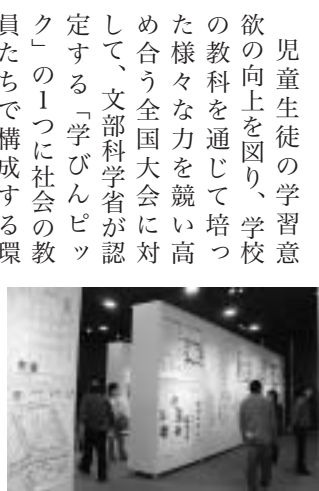 児童生徒の学習意
欲の向上を図り、学校
の教科を通じて培っ
た様々な力を競い高
め合う全国大会に対
して、文部科学省が認
定する「学びんピッ
ク」の1つに社会の教
員たちで構成する環